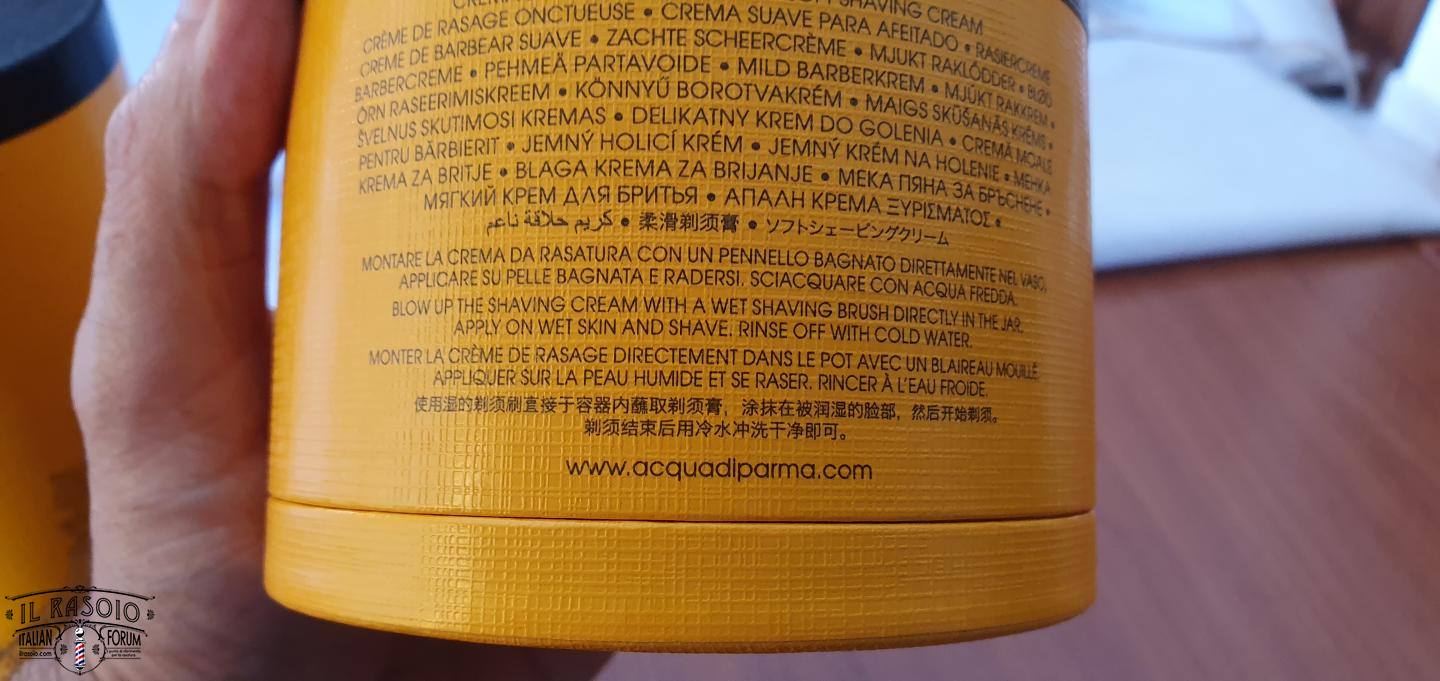 SHAVING CREAM
CRÈME DE RASAGE ONCTUEUSE • CREMA SUAVE PARA AFEITADO • RASIERCREME
CREME DE BARBEAR SUAVE • ZACHTE SCHEERCRÈME • MJUKT RAKLÖDDER •
BARBERCREME • PEHMEÄ PARTAVOIDE • MILD BARBERKREM • MJÚKT RAKKREM •
ÕRN RASEERIMISKREEM • KÖNNYŰ BOROTVAKRÉM • MAIGS SKŪŠANĀS KRĒMS •
ŠVELNUS SKUTIMOSI KREMAS • DELIKATNY KREM DO GOLENIA • CREMĂ MOALE
PENTRU BĂRBIERIT • JEMNÝ HOLICÍ KRÉM • JEMNÝ KRÉM NA HOLENIE • MEHKA
KREMA ZA BRITJE • BLAGA KREMA ZA BRIJANJE • МЕКА ПЯНА ЗА БРЪСНЕНЕ •
МЯГКИЙ КРЕМ ДЛЯ БРИТЬЯ • ΑΠΑΛΗ ΚΡΕΜΑ ΞΥΡΙΣΜΑΤΟΣ •
كريم حلاقة ناعم • 柔滑剃须膏 • ソフトシェービングクリーム
MONTARE LA CREMA DA RASATURA CON UN PENNELLO BAGNATO DIRETTAMENTE NEL VASO.
APPLICARE SU PELLE BAGNATA E RADERSI. SCIACQUARE CON ACQUA FREDDA.
BLOW UP THE SHAVING CREAM WITH A WET SHAVING BRUSH DIRECTLY IN THE JAR.
APPLY ON WET SKIN AND SHAVE. RINSE OFF WITH COLD WATER.
MONTER LA CRÈME DE RASAGE DIRECTEMENT DANS LE POT AVEC UN BLAIREAU MOUILLÉ.
APPLIQUER SUR LA PEAU HUMIDE ET SE RASER. RINCER À L'EAU FROIDE.
使用湿的剃须刷直接于容器内蘸取剃须膏，涂抹在被润湿的脸部，然后开始剃须。
剃须结束后用冷水冲洗干净即可。
www.acquadiparma.com
IL RASOIO
ITALIAN FORUM
ilrasoio.com